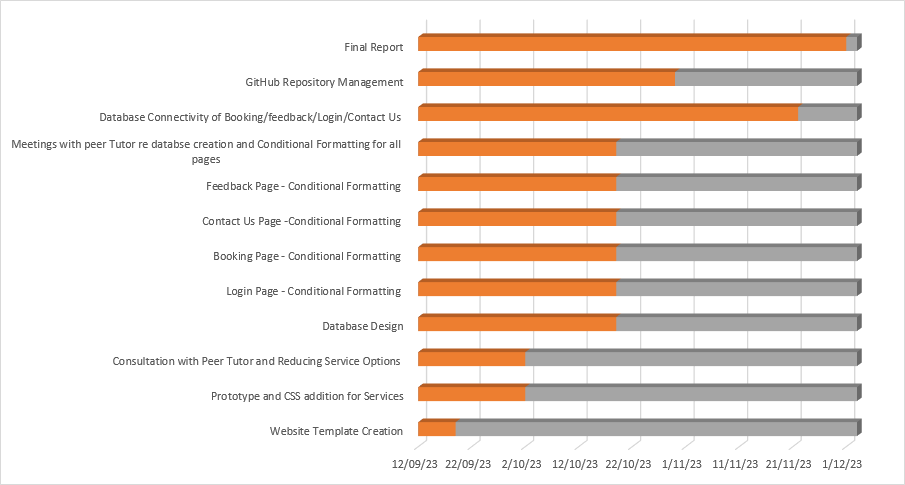 Final Report
GitHub Repository Management
Database Connectivity of Booking/feedback/Login/Contact Us
Meetings with peer Tutor re databse creation and Conditional Formatting for all
pages
Feedback Page - Conditional Formatting
Contact Us Page -Conditional Formatting
Booking Page - Conditional Formatting
Login Page - Conditional Formatting
Database Design
Consultation with Peer Tutor and Reducing Service Options
Prototype and CSS addition for Services
Website Template Creation
12/09/23 22/09/23 2/10/23 12/10/23 22/10/23 1/11/23 11/11/23 21/11/23 1/12/23